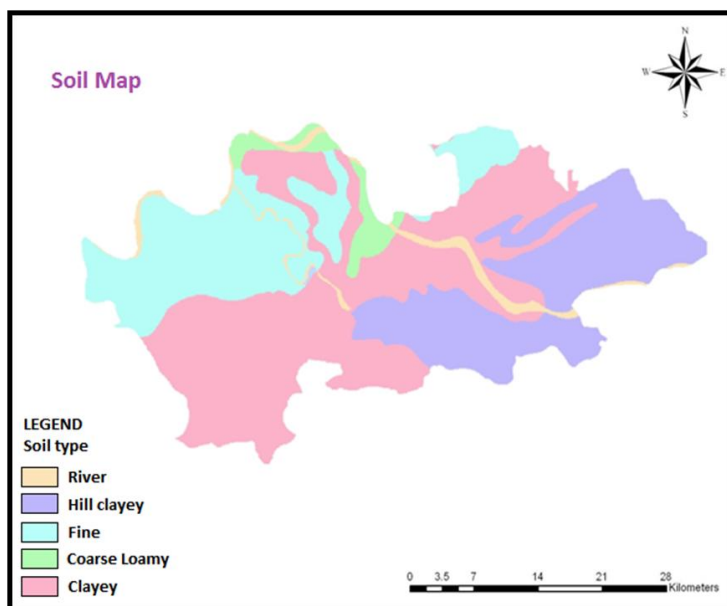 Soil Map
N
W E
S
LEGEND
Soil type
River
Hill clayey
Fine
Coarse Loamy
Clayey
0 3.5 7 14 21 28
Kilometers